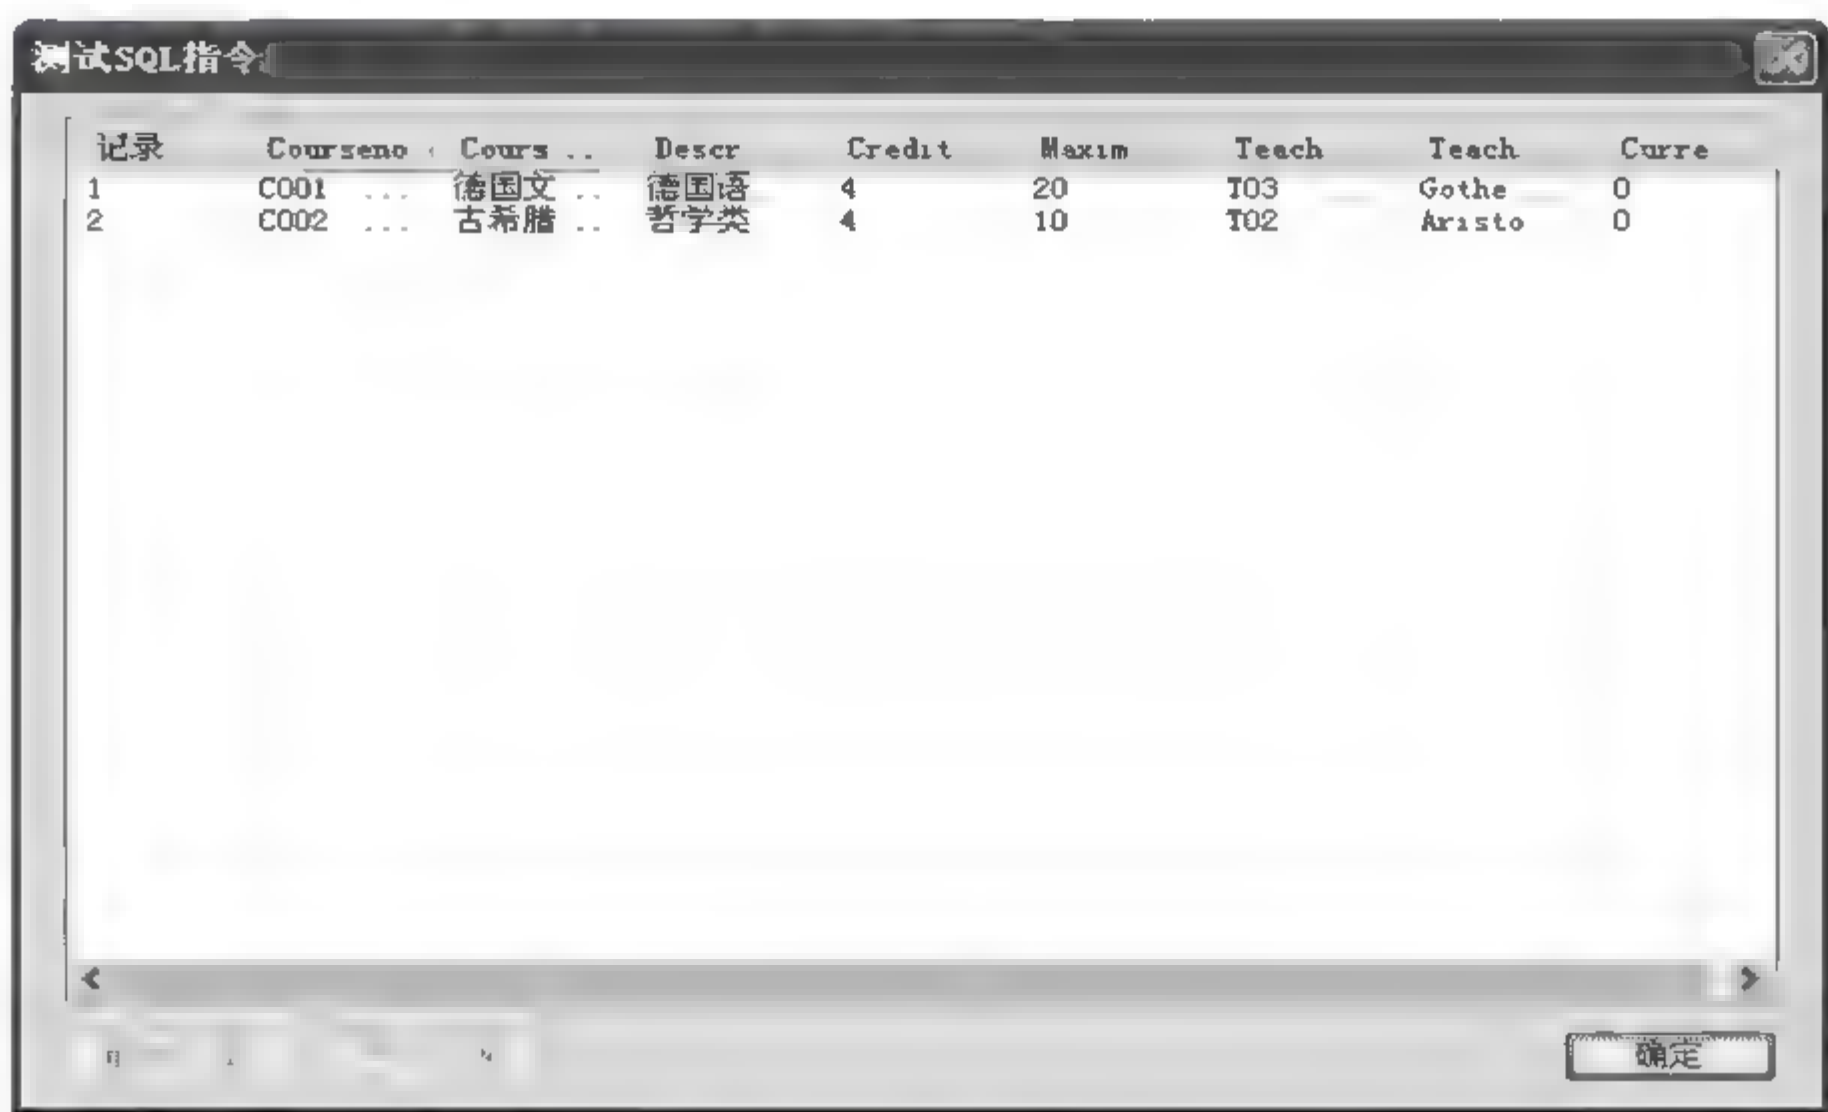 测试SQL指令
记录 Courseno Cours .. Descr Credit Maxim Teach Teach Curre
1 C001 ... 德国文 .. 德国语 4 20 T03 Gothe 0
2 C002 ... 古希腊 .. 哲学类 4 10 T02 Aristo 0
确定